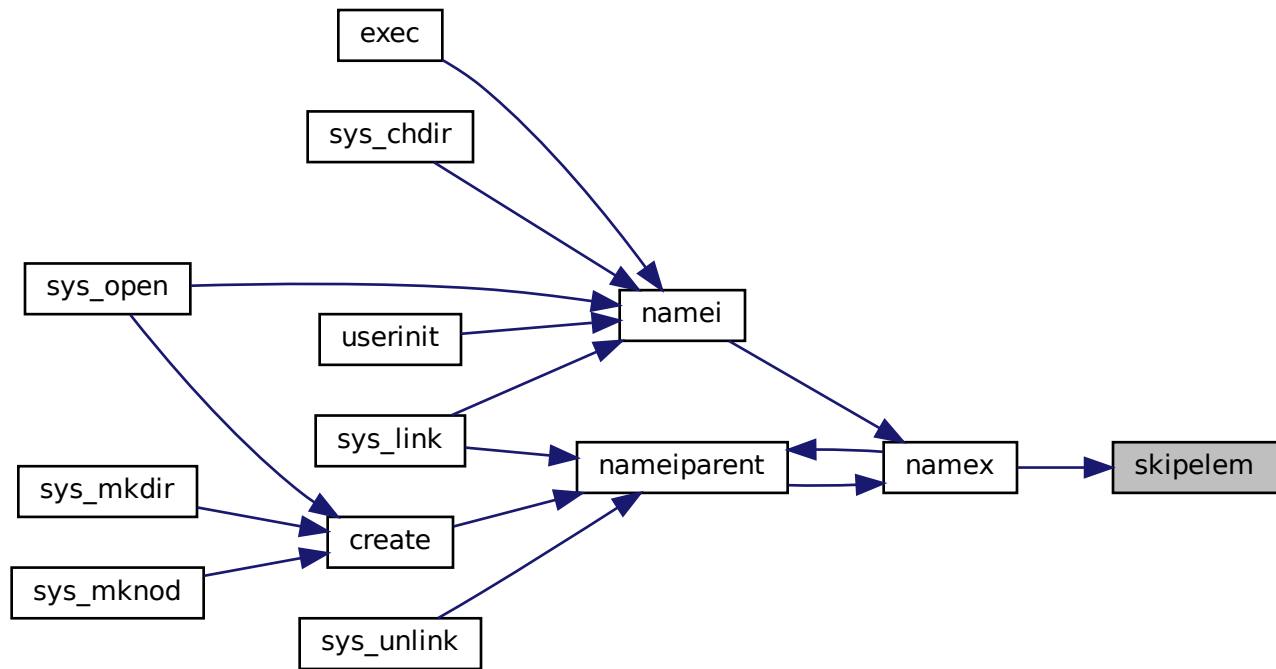 exec
sys_chdir
sys_open
namei
userinit
sys_link
nameiparent
namex
skipelem
sys_mkdir
create
sys_mknod
sys_unlink